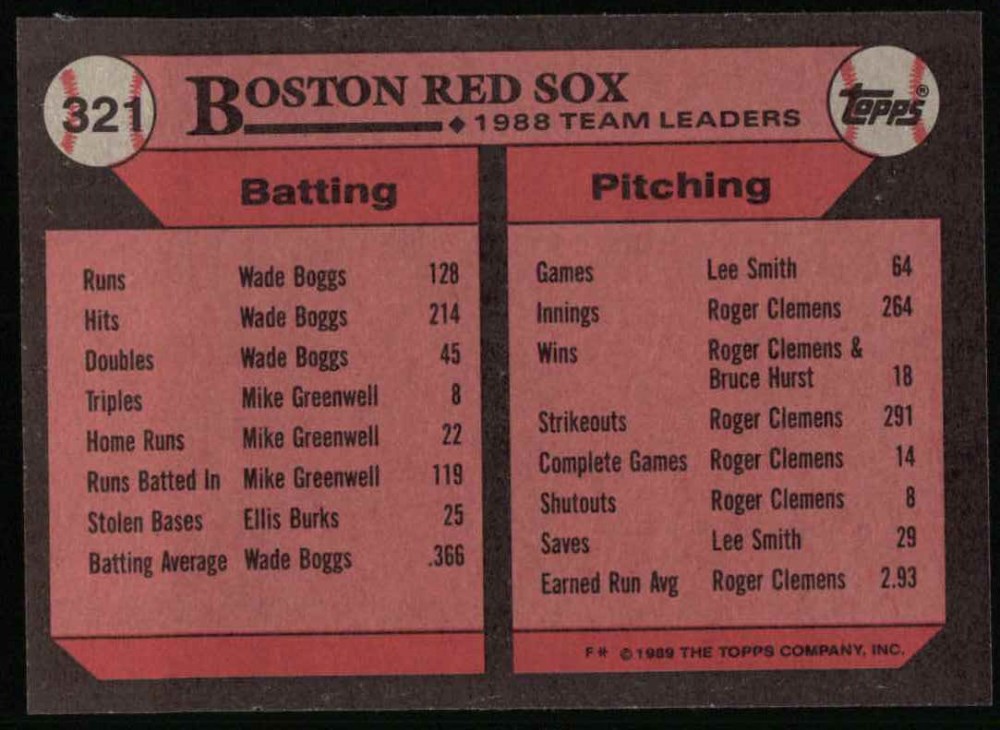 321
BOSTON RED SOX
1988 TEAM LEADERS
Topps®
Batting
Runs Wade Boggs 128
Hits Wade Boggs 214
Doubles Wade Boggs 45
Triples Mike Greenwell 8
Home Runs Mike Greenwell 22
Runs Batted In Mike Greenwell 119
Stolen Bases Ellis Burks 25
Batting Average Wade Boggs .366
Pitching
Games Lee Smith 64
Innings Roger Clemens 264
Wins Roger Clemens &
Bruce Hurst 18
Strikeouts Roger Clemens 291
Complete Games Roger Clemens 14
Shutouts Roger Clemens 8
Saves Lee Smith 29
Earned Run Avg Roger Clemens 2.93
F* © 1989 THE TOPPS COMPANY, INC.